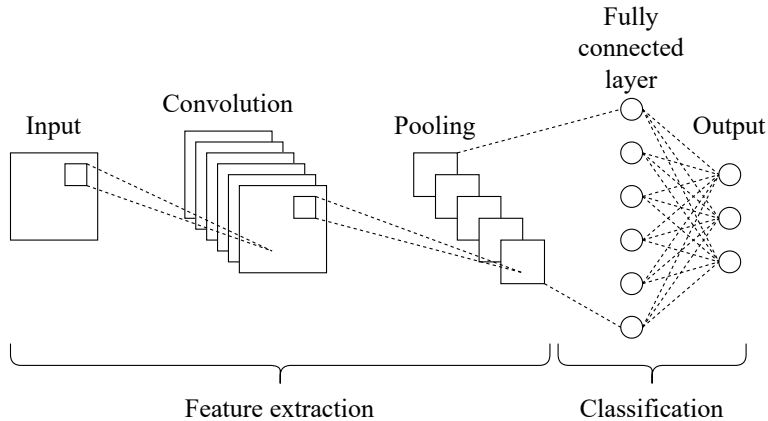 Fully
connected
layer
Convolution
Input
Pooling
Output
Feature extraction
Classification